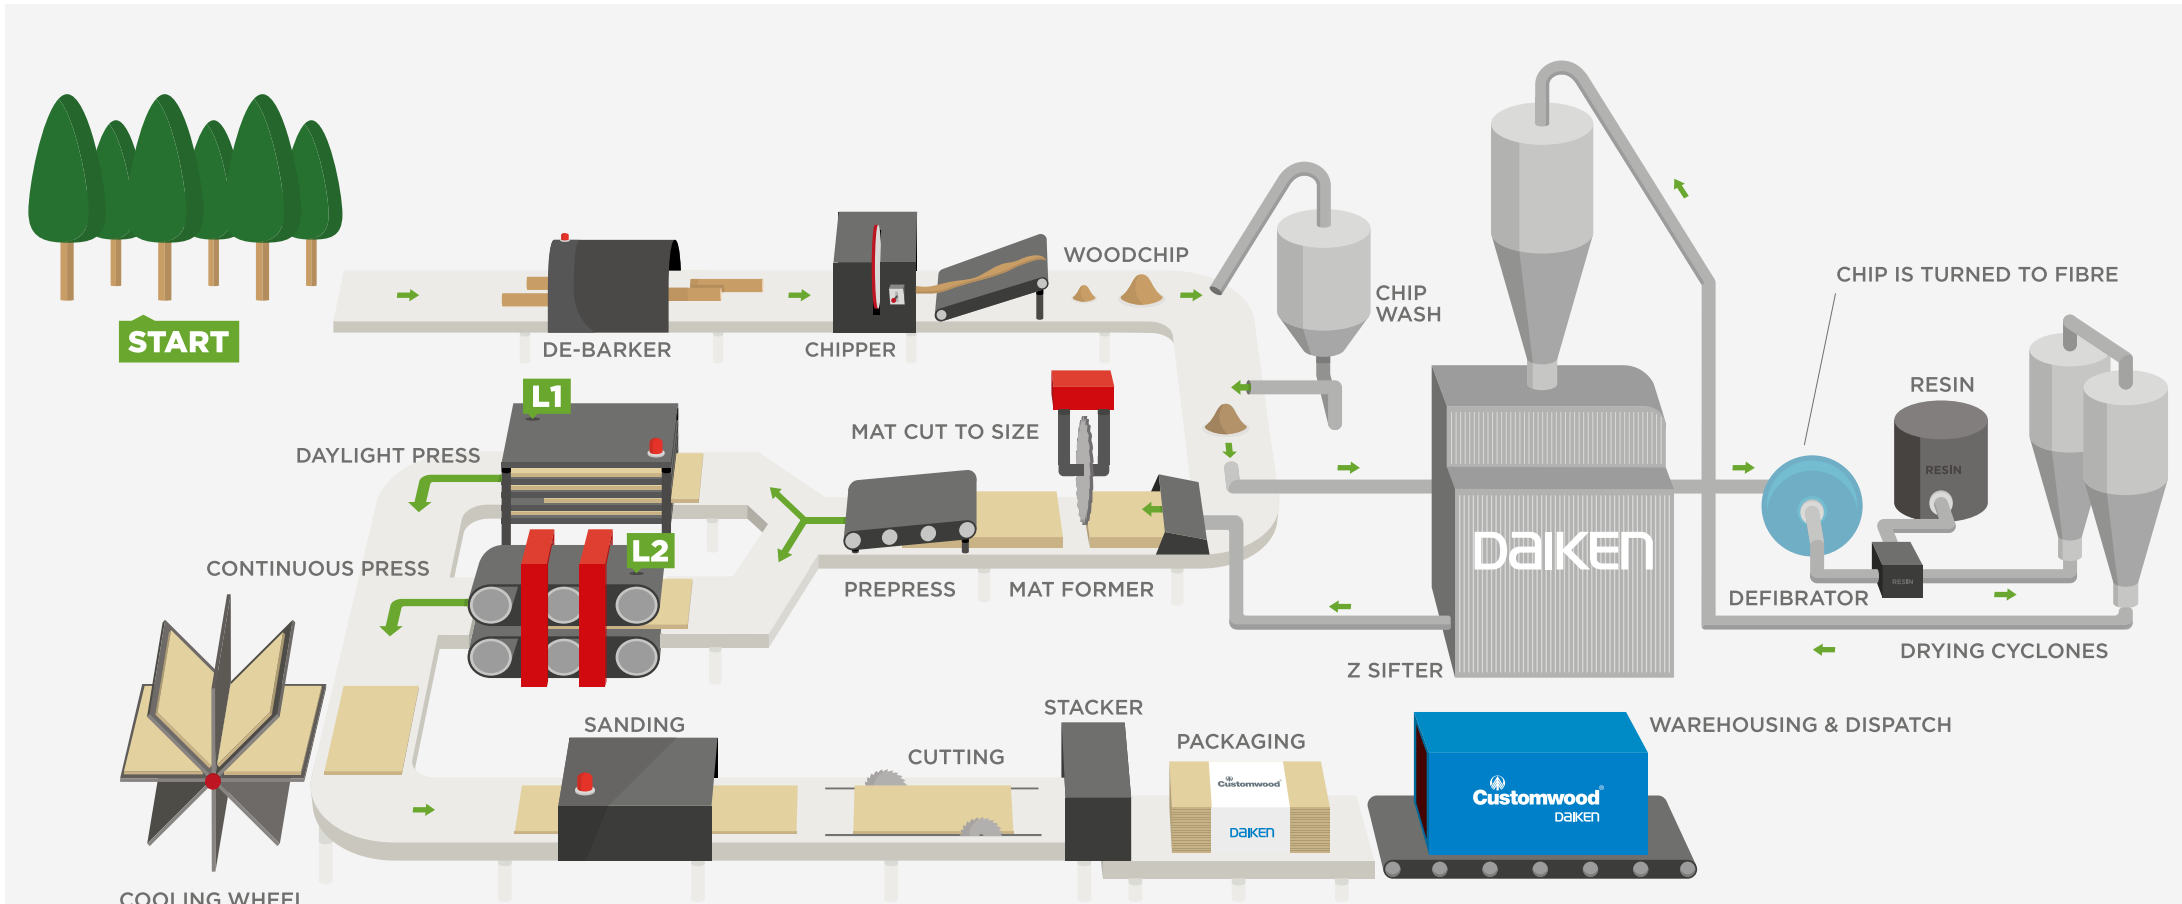 START
DE-BARKER
CHIPPER
WOODCHIP
CHIP
WASH
CHIP IS TURNED TO FIBRE
RESIN
RESIN
RESIN
DEFIBRATOR
DRYING CYCLONES
DAIKEN
Z SIFTER
MAT CUT TO SIZE
MAT FORMER
PREPRESS
L1
DAYLIGHT PRESS
L2
CONTINUOUS PRESS
COOLING WHEEL
SANDING
CUTTING
STACKER
PACKAGING
Customwood
DAIKEN
WAREHOUSING & DISPATCH
Customwood®
DAIKEN